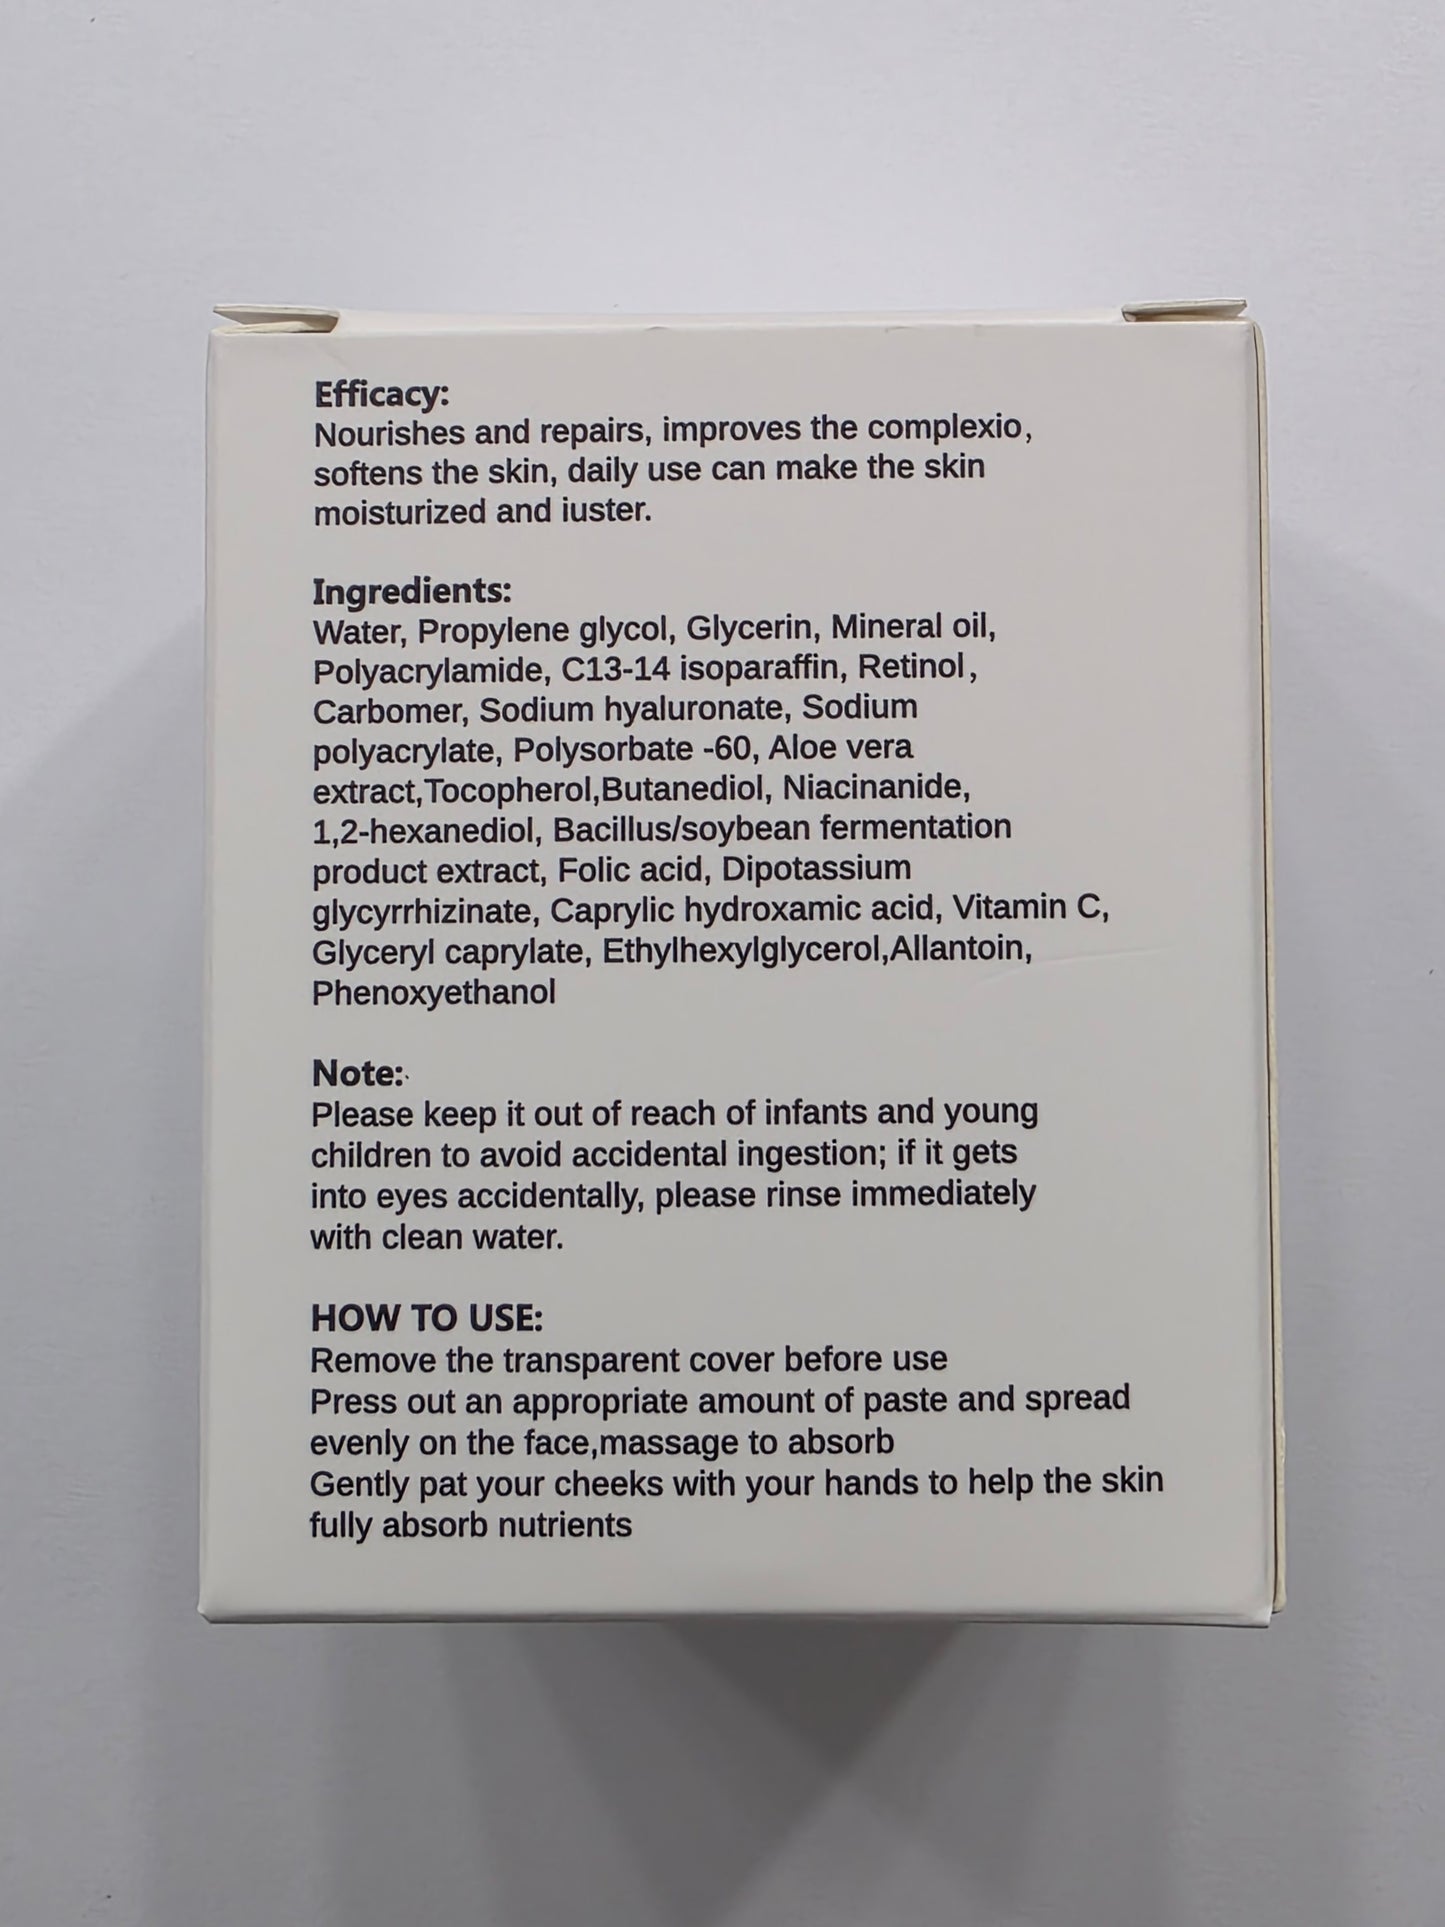 Efficacy:
Nourishes and repairs, improves the complexio,
softens the skin, daily use can make the skin
moisturized and iuster.
Ingredients:
Water, Propylene glycol, Glycerin, Mineral oil,
Polyacrylamide, C13-14 isoparaffin, Retinol,
Carbomer, Sodium hyaluronate, Sodium
polyacrylate, Polysorbate -60, Aloe vera
extract,Tocopherol,Butanediol, Niacinanide,
1,2-hexanediol, Bacillus/soybean fermentation
product extract, Folic acid, Dipotassium
glycyrrhizinate, Caprylic hydroxamic acid, Vitamin C,
Glyceryl caprylate, Ethylhexylglycerol,Allantoin,
Phenoxyethanol
Note:
Please keep it out of reach of infants and young
children to avoid accidental ingestion; if it gets
into eyes accidentally, please rinse immediately
with clean water.
HOW TO USE:
Remove the transparent cover before use
Press out an appropriate amount of paste and spread
evenly on the face,massage to absorb
Gently pat your cheeks with your hands to help the skin
fully absorb nutrients